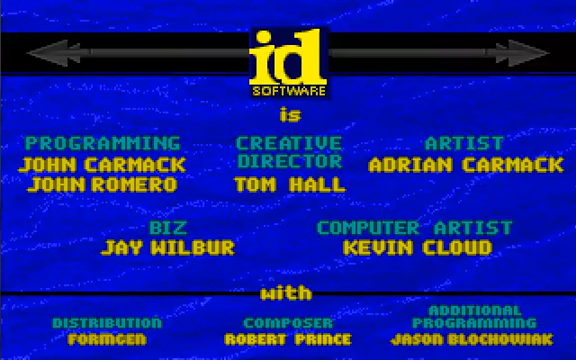 id
SOFTWARE
is
PROGRAMMING
JOHN CARMACK
JOHN ROMERO
CREATIVE
DIRECTOR
TOM HALL
ARTIST
ADRIAN CARMACK
BIZ
JAY WILBUR
COMPUTER ARTIST
KEVIN CLOUD
with
DISTRIBUTION
FORMGEN
COMPOSER
ROBERT PRINCE
ADDITIONAL
PROGRAMMING
JASON BLOCHOWIAK